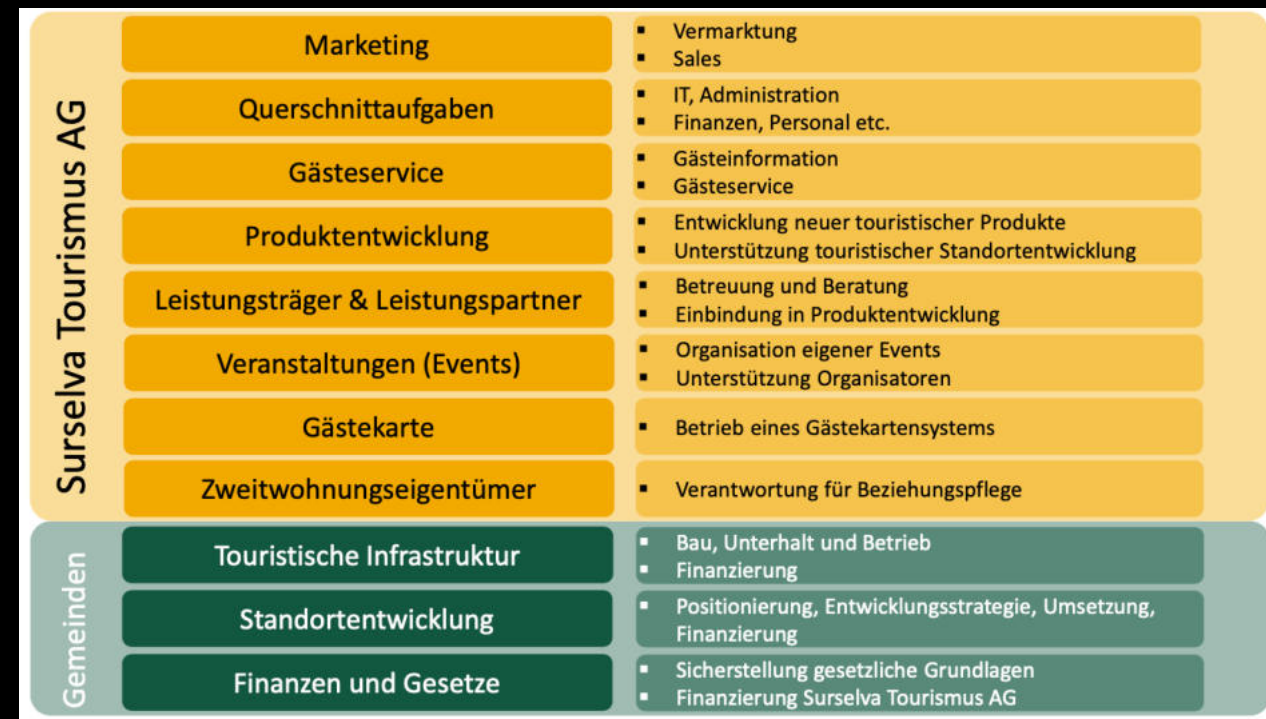 Surselva Tourismus AG
Marketing
▪ Vermarktung
▪ Sales
Querschnittaufgaben
▪ IT, Administration
▪ Finanzen, Personal etc.
Gästeservice
▪ Gästeinformation
▪ Gästeservice
Produktentwicklung
▪ Entwicklung neuer touristischer Produkte
▪ Unterstützung touristischer Standortentwicklung
Leistungsträger & Leistungspartner
▪ Betreuung und Beratung
▪ Einbindung in Produktentwicklung
Veranstaltungen (Events)
▪ Organisation eigener Events
▪ Unterstützung Organisatoren
Gästekarte
▪ Betrieb eines Gästekartensystems
Zweitwohnungseigentümer
▪ Verantwortung für Beziehungspflege
Gemeinden
Touristische Infrastruktur
▪ Bau, Unterhalt und Betrieb
▪ Finanzierung
Standortentwicklung
▪ Positionierung, Entwicklungsstrategie, Umsetzung,
Finanzierung
Finanzen und Gesetze
▪ Sicherstellung gesetzliche Grundlagen
▪ Finanzierung Surselva Tourismus AG